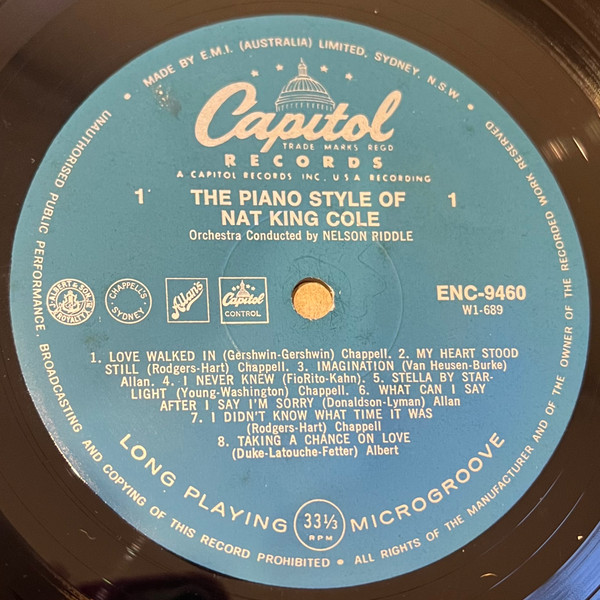 MADE BY E.M.I. (AUSTRALIA) LIMITED, SYDNEY, N.S.W. •
Capitol
TRADE MARKS REGD
RECORDS
A CAPITOL RECORDS INC. USA RECORDING
1 THE PIANO STYLE OF 1
NAT KING COLE
Orchestra Conducted by NELSON RIDDLE
J. ALBERT & SON ROYALTY
CHAPPELL'S SYDNEY
Allan's
Capitol CONTROL
ENC-9460
W1-689
1. LOVE WALKED IN (Gershwin-Gershwin) Chappell. 2. MY HEART STOOD
STILL (Rodgers-Hart) Chappell. 3. IMAGINATION (Van Heusen-Burke)
Allan. 4. I NEVER KNEW (FioRito-Kahn). 5. STELLA BY STAR-
LIGHT (Young-Washington) Chappell. 6. WHAT CAN I SAY
AFTER I SAY I'M SORRY (Donaldson-Lyman) Allan
7. I DIDN'T KNOW WHAT TIME IT WAS
(Rodgers-Hart) Chappell
8. TAKING A CHANCE ON LOVE
(Duke-Latouche-Fetter) Albert
LONG PLAYING 33⅓ RPM MICROGROOVE
UNAUTHORISED PUBLIC PERFORMANCE, BROADCASTING AND COPYING OF THIS RECORD PROHIBITED • ALL RIGHTS OF THE MANUFACTURER AND OF THE OWNER OF THE RECORDED WORK RESERVED